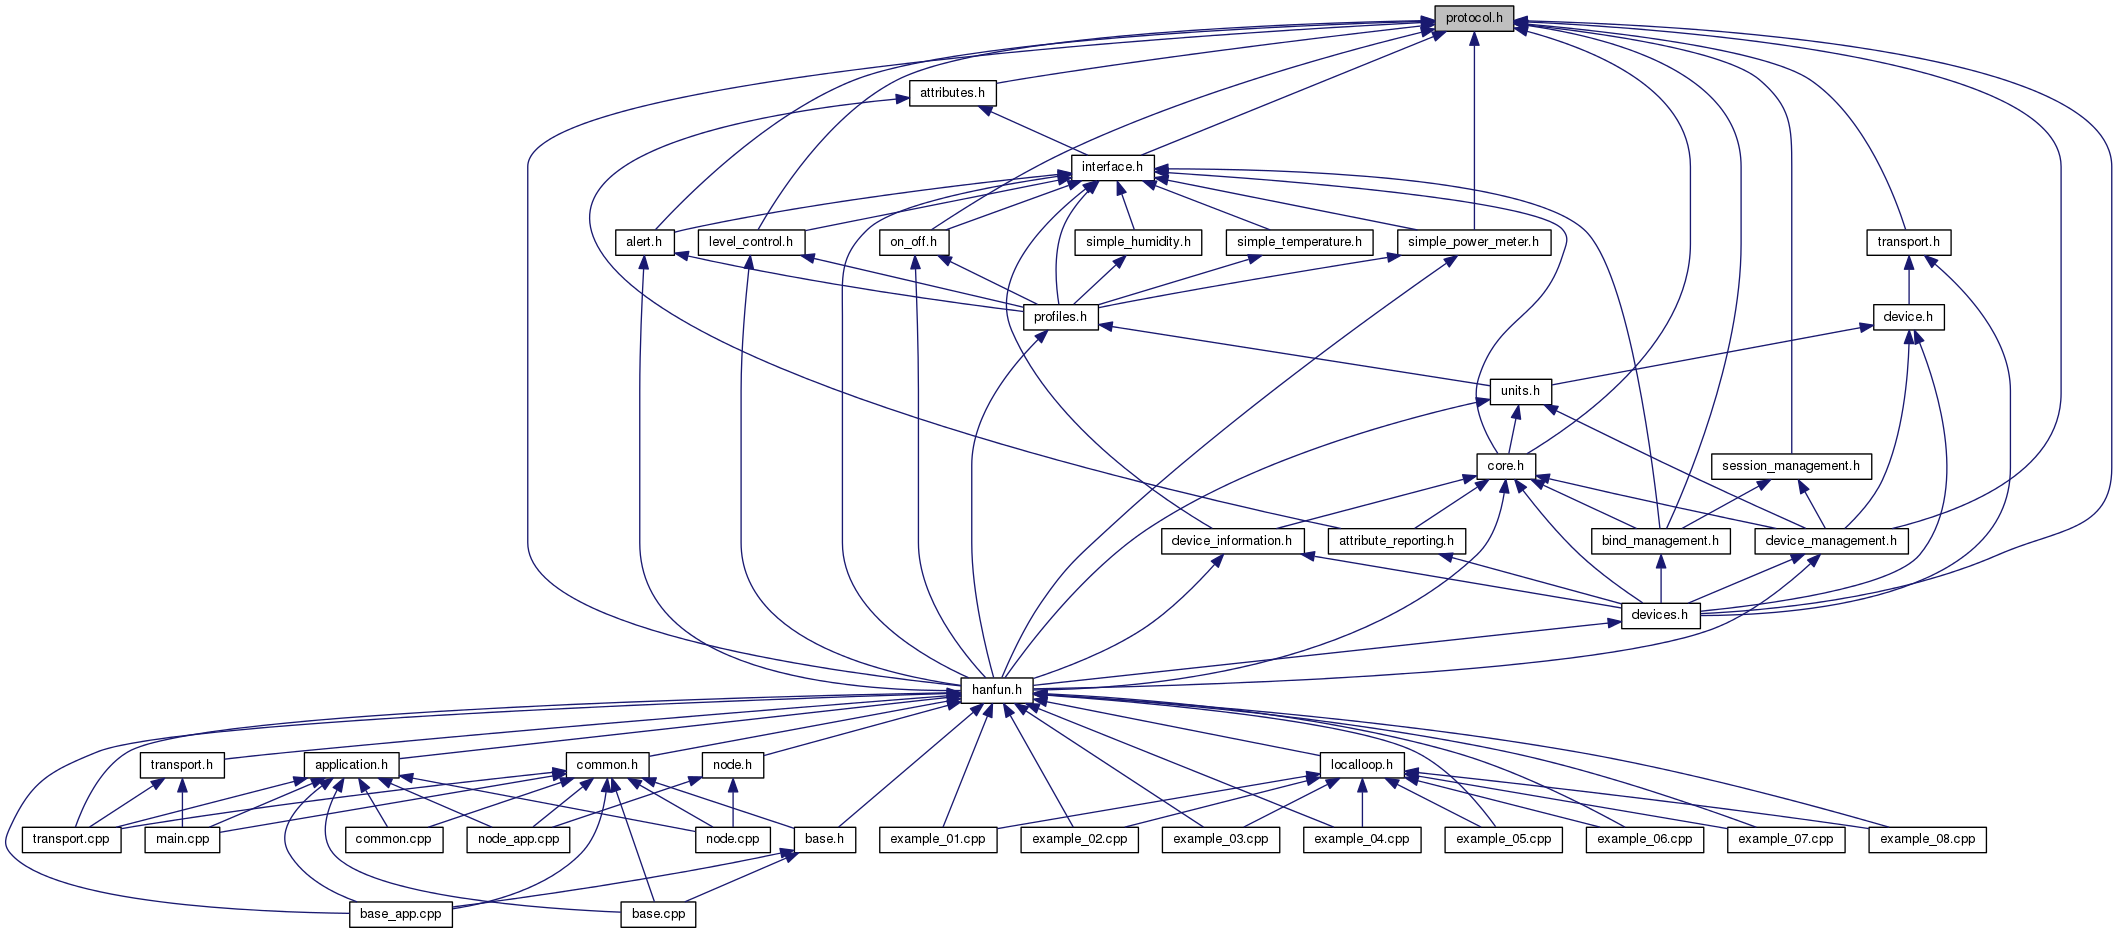 protocol.h
attributes.h
interface.h
alert.h
level_control.h
on_off.h
simple_humidity.h
simple_temperature.h
simple_power_meter.h
transport.h
profiles.h
device.h
units.h
core.h
session_management.h
device_information.h
attribute_reporting.h
bind_management.h
device_management.h
devices.h
hanfun.h
transport.h
application.h
common.h
node.h
localloop.h
transport.cpp
main.cpp
common.cpp
node_app.cpp
node.cpp
base.h
example_01.cpp
example_02.cpp
example_03.cpp
example_04.cpp
example_05.cpp
example_06.cpp
example_07.cpp
example_08.cpp
base_app.cpp
base.cpp